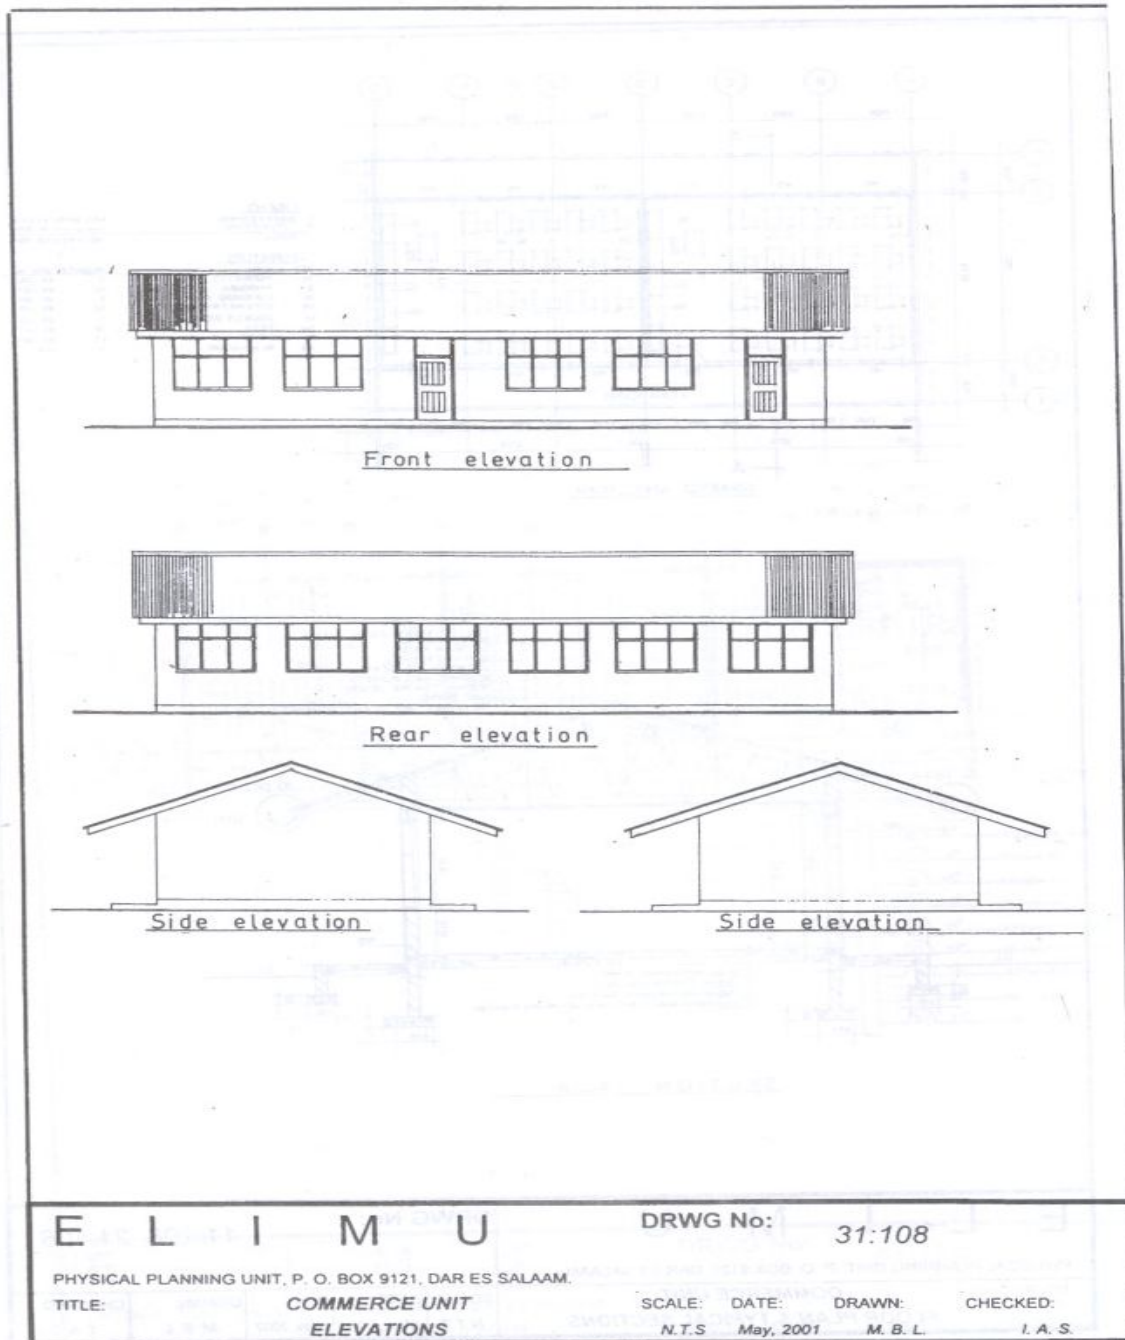 Front elevation
Rear elevation
Side elevation
Side elevation
E L I M U
DRWG No:
31:108
PHYSICAL PLANNING UNIT, P. O. BOX 9121, DAR ES SALAAM.
TITLE: COMMERCE UNIT
ELEVATIONS
SCALE: DATE: DRAWN: CHECKED:
N.T.S May, 2001 M. B. L. I. A. S.